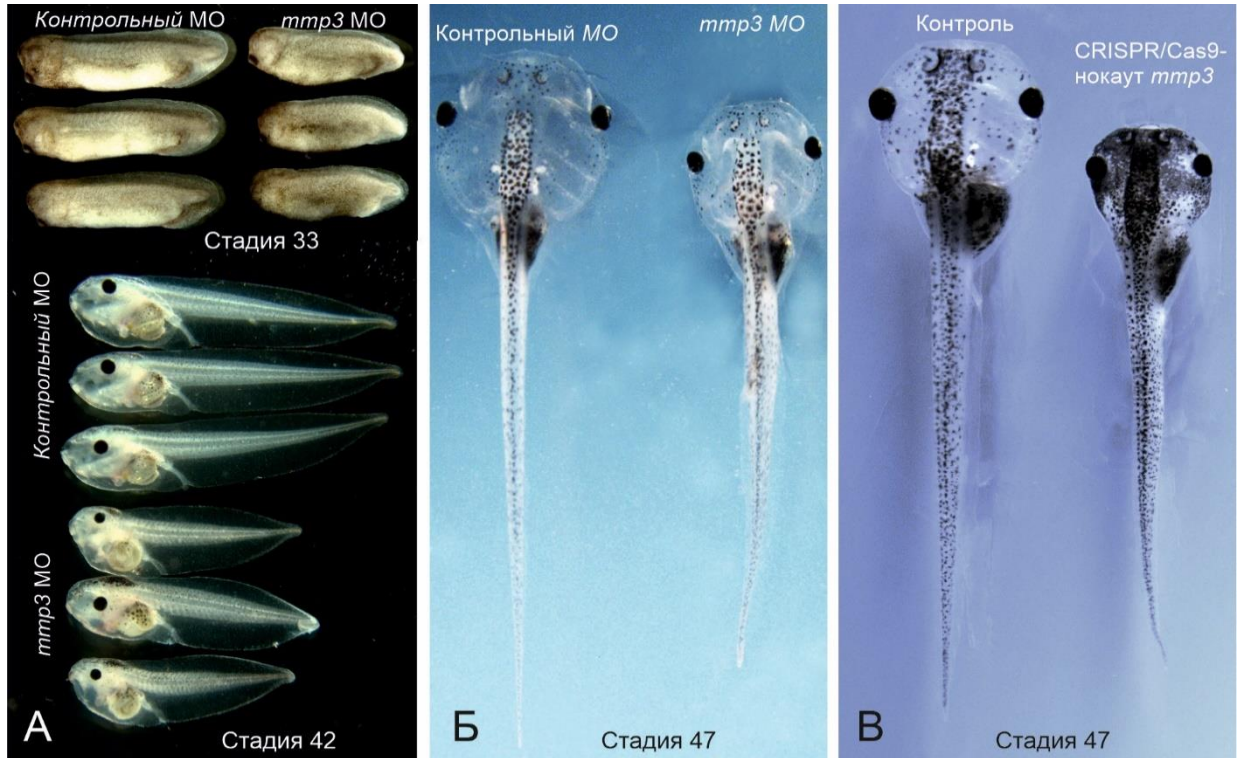 Контрольный МО
mmp3 МО
Стадия 33
Контрольный МО
mmp3 МО
А
Стадия 42
Контрольный МО
mmp3 МО
Б
Стадия 47
Контроль
CRISPR/Cas9-
нокаут mmp3
В
Стадия 47